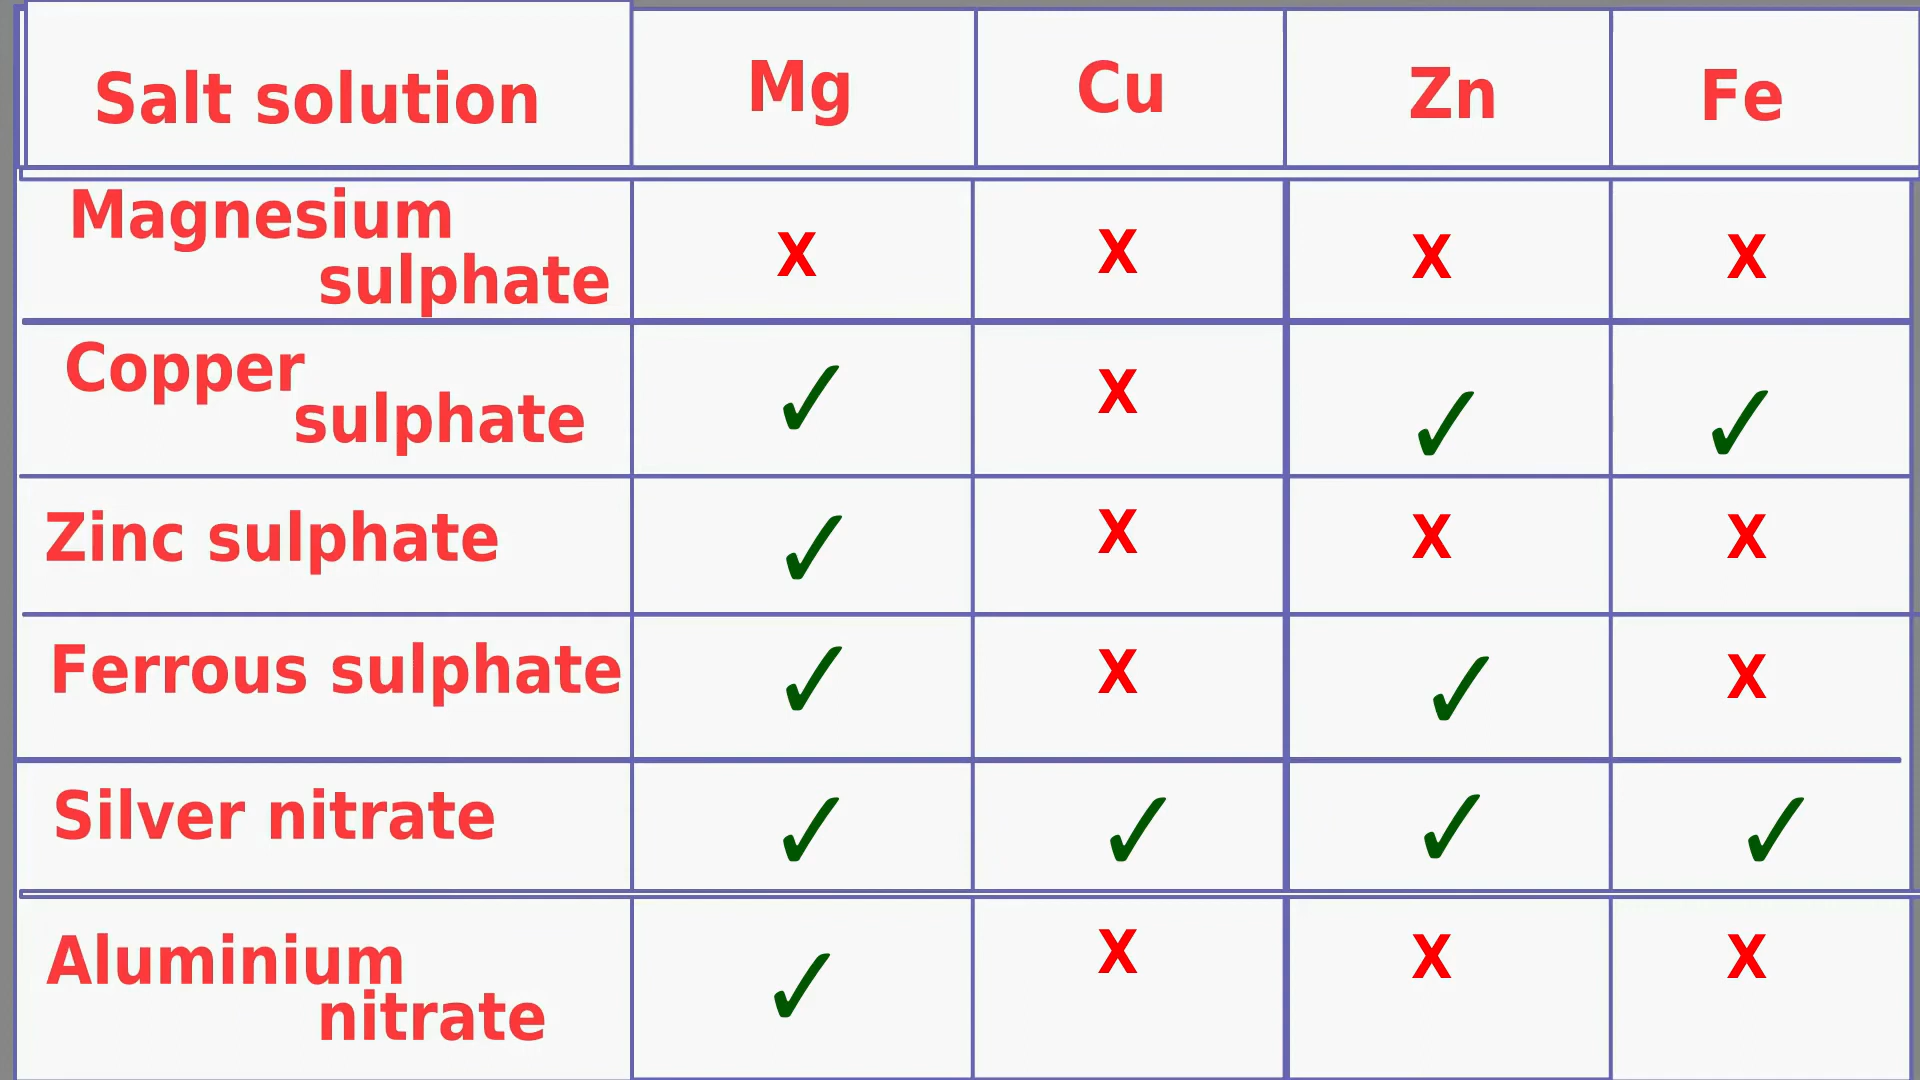 Salt solution Mg Cu Zn Fe
Magnesium
sulphate X X X X
Copper
sulphate ✓ X ✓ ✓
Zinc sulphate ✓ X X X
Ferrous sulphate ✓ X ✓ X
Silver nitrate ✓ ✓ ✓ ✓
Aluminium
nitrate ✓ X X X